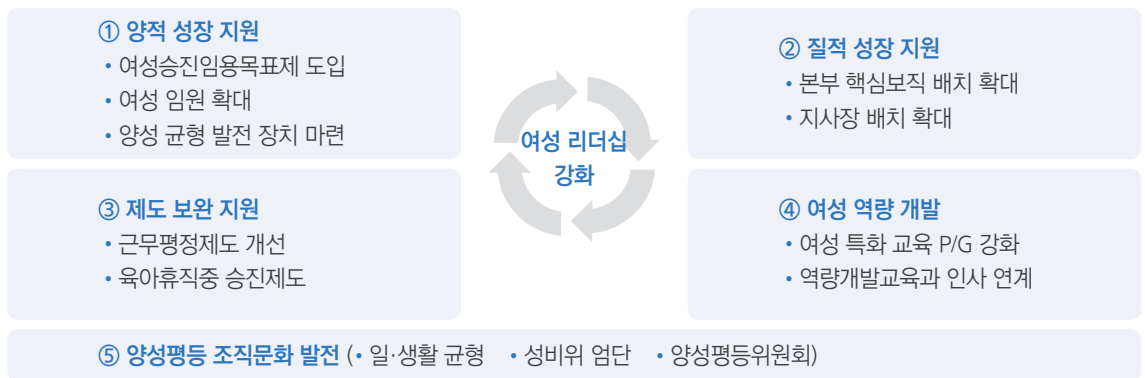 ① 양적 성장 지원
• 여성승진임용목표제 도입
• 여성 임원 확대
• 양성 균형 발전 장치 마련
② 질적 성장 지원
• 본부 핵심보직 배치 확대
• 지사장 배치 확대
여성 리더십
강화
③ 제도 보완 지원
• 근무평정제도 개선
• 육아휴직중 승진제도
④ 여성 역량 개발
• 여성 특화 교육 P/G 강화
• 역량개발교육과 인사 연계
⑤ 양성평등 조직문화 발전 (• 일·생활 균형 • 성비위 엄단 • 양성평등위원회)